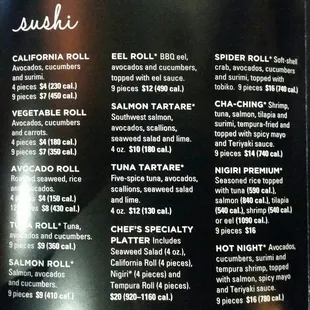 sushi
CALIFORNIA ROLL
Avocados, cucumbers
and surimi.
4 pieces $4 (230 cal.)
9 pieces $7 (450 cal.)
VEGETABLE ROLL
Avocados, cucumbers
and carrots.
4 pieces $4 (180 cal.)
9 pieces $7 (350 cal.)
AVOCADO ROLL
Roasted seaweed, rice
and avocados.
4 pieces $4 (150 cal.)
$8 (430 cal.)
TUNA ROLL* Tuna,
avocados and cucumbers.
9 pieces $9 (360 cal.)
SALMON ROLL*
Salmon, avocados
and cucumbers.
9 pieces $9 (410 cal.)
EEL ROLL* BBQ eel,
avocados and cucumbers,
topped with eel sauce.
9 pieces $12 (490 cal.)
SALMON TARTARE*
Southwest salmon,
avocados, scallions,
seaweed salad and lime.
4 oz. $10 (180 cal.)
TUNA TARTARE*
Five-spice tuna, avocados,
scallions, seaweed salad
and lime.
4 oz. $12 (130 cal.)
CHEF'S SPECIALTY
PLATTER Includes
Seaweed Salad (4 oz.),
California Roll (4 pieces),
Nigiri* (4 pieces) and
Tempura Roll (4 pieces).
$20 (920–1160 cal.)
SPIDER ROLL* Soft-shell
crab, avocados, cucumbers
and surimi, topped with
tobiko. 9 pieces $16 (740 cal.)
CHA-CHING* Shrimp,
tuna, salmon, tilapia and
surimi, tempura-fried and
topped with spicy mayo
and Teriyaki sauce.
9 pieces $14 (740 cal.)
NIGIRI PREMIUM*
Seasoned rice topped
with tuna (590 cal.),
salmon (840 cal.), tilapia
(540 cal.), shrimp (540 cal.)
or eel (1090 cal.)
9 pieces $16
HOT NIGHT* Avocados,
cucumbers, surimi and
tempura shrimp, topped
with salmon, spicy mayo
and Teriyaki sauce.
9 pieces $16 (780 cal.)